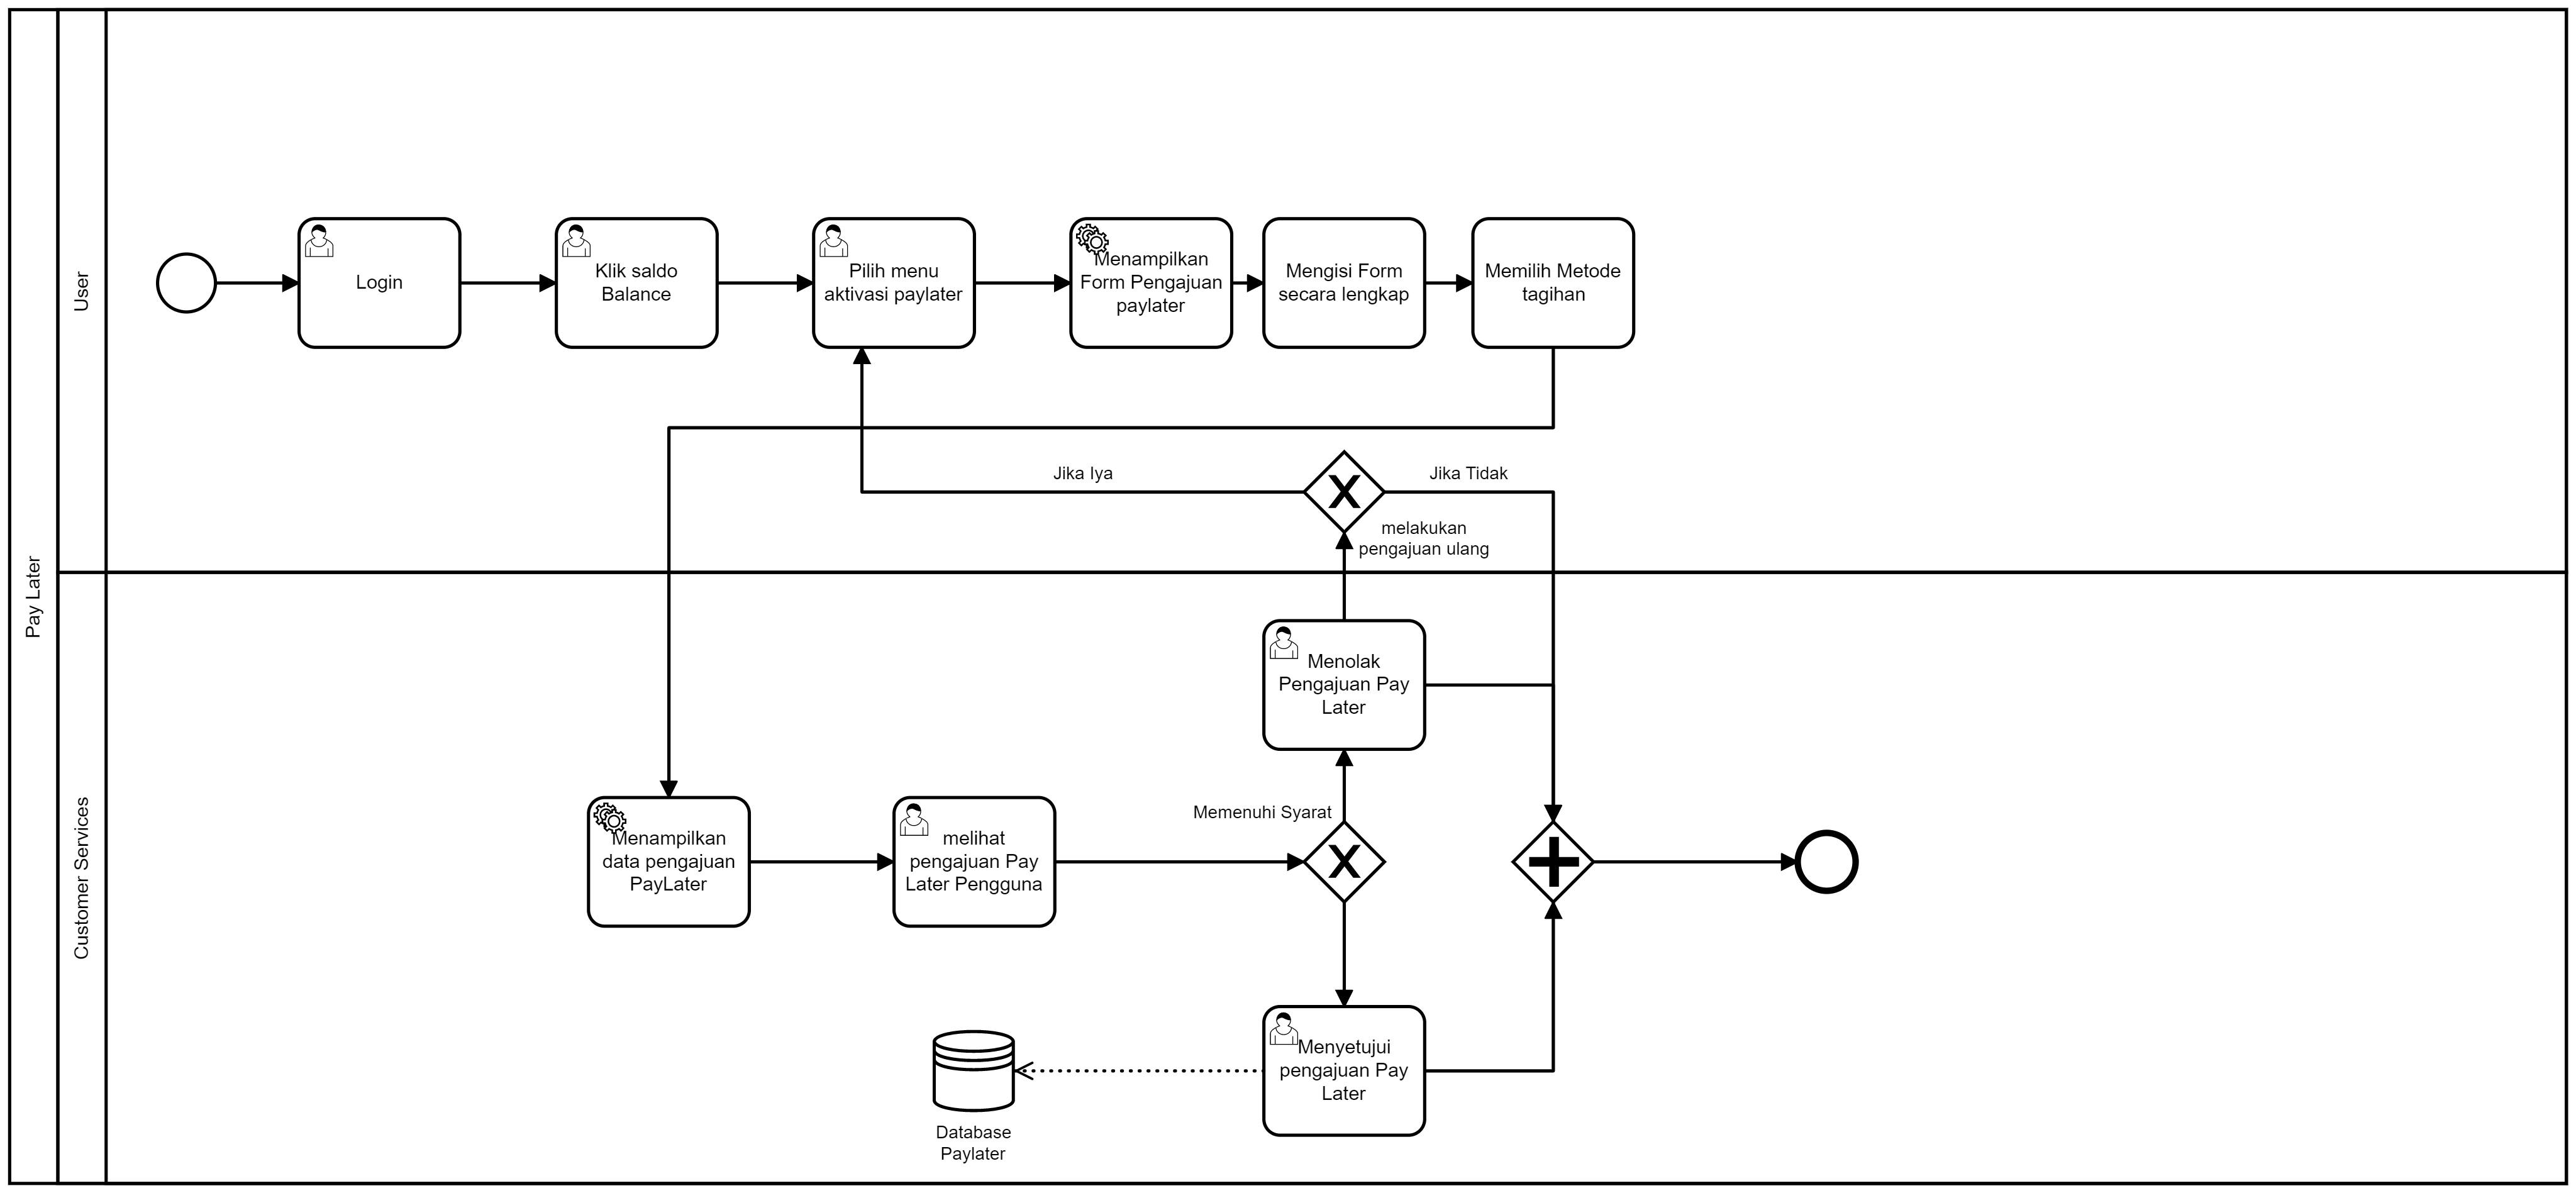 Pay Later
User
Login
Klik saldo
Balance
Pilih menu
aktivasi paylater
Menampilkan
Form Pengajuan
paylater
Mengisi Form
secara lengkap
Memilih Metode
tagihan
Jika Iya
Jika Tidak
melakukan
pengajuan ulang
Customer Services
Menolak
Pengajuan Pay
Later
Memenuhi Syarat
Menampilkan
data pengajuan
PayLater
melihat
pengajuan Pay
Later Pengguna
Menyetujui
pengajuan Pay
Later
Database
Paylater